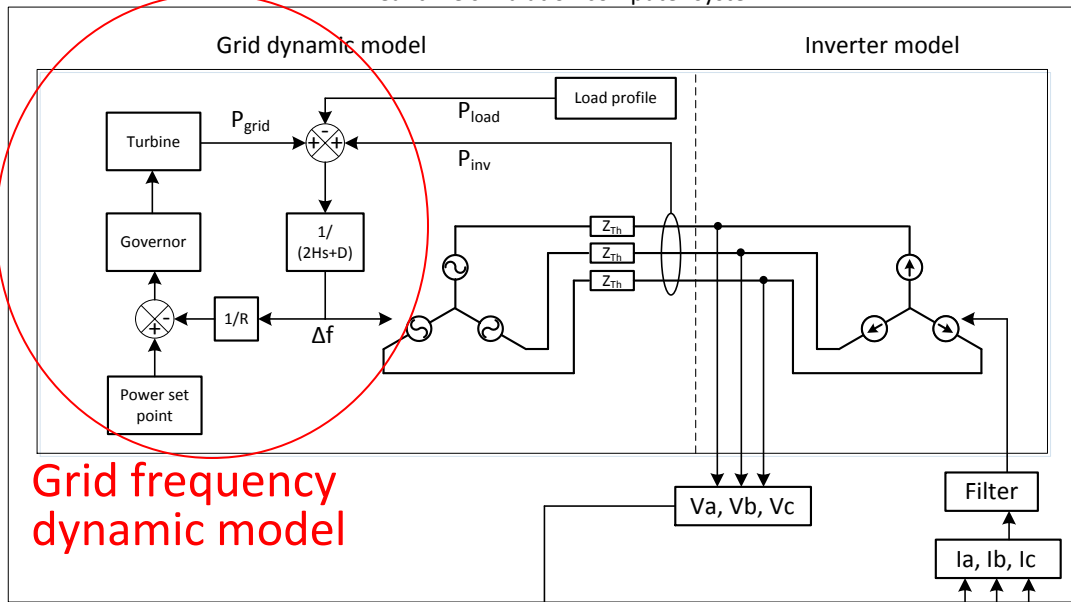 Grid dynamic model
Inverter model
Load profile
P_load
P_grid
Turbine
- + +
P_inv
1/
(2Hs+D)
Governor
Z_Th
Z_Th
Z_Th
-
+
1/R
Δf
Power set
point
Grid frequency
dynamic model
Va, Vb, Vc
Filter
Ia, Ib, Ic